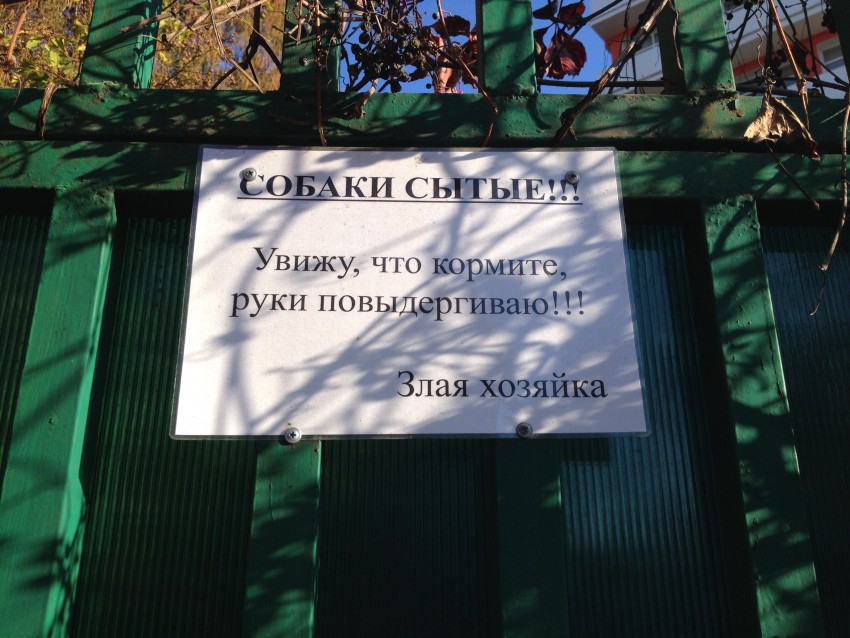 СОБАКИ СЫТЫЕ!!!
Увижу, что кормите,
руки повыдергиваю!!!
Злая хозяйка